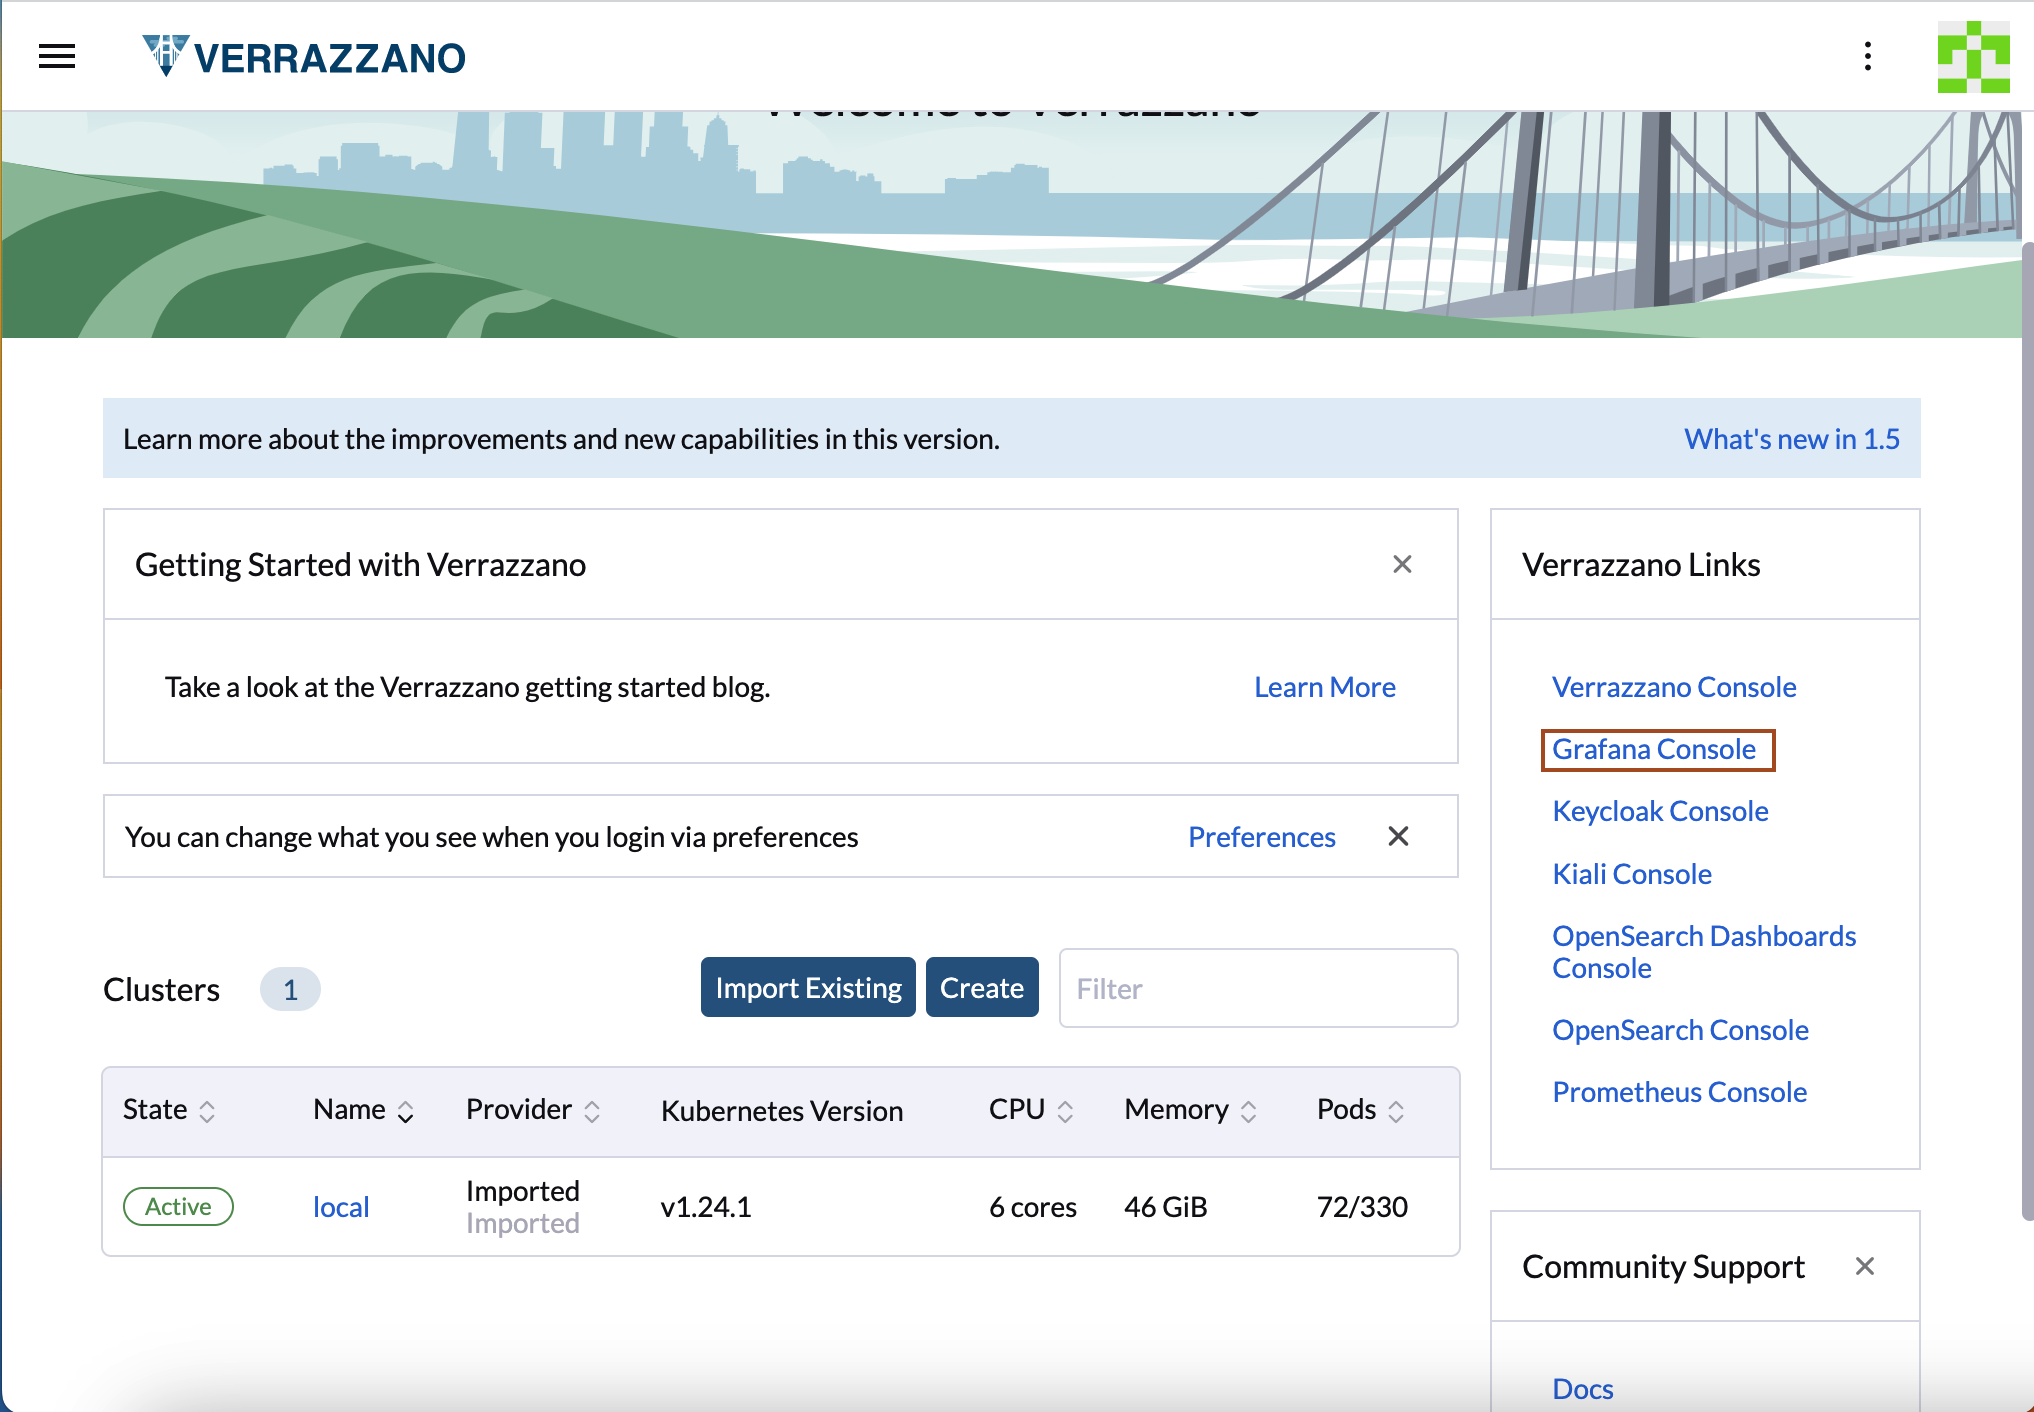 VERRAZZANO
Welcome to Verrazzano
Learn more about the improvements and new capabilities in this version.
What's new in 1.5
Getting Started with Verrazzano
Take a look at the Verrazzano getting started blog.
Learn More
You can change what you see when you login via preferences
Preferences
Clusters
1
Import Existing
Create
Filter
State
Name
Provider
Kubernetes Version
CPU
Memory
Pods
Active
local
Imported
Imported
v1.24.1
6 cores
46 GiB
72/330
Verrazzano Links
Verrazzano Console
Grafana Console
Keycloak Console
Kiali Console
OpenSearch Dashboards
Console
OpenSearch Console
Prometheus Console
Community Support
Docs